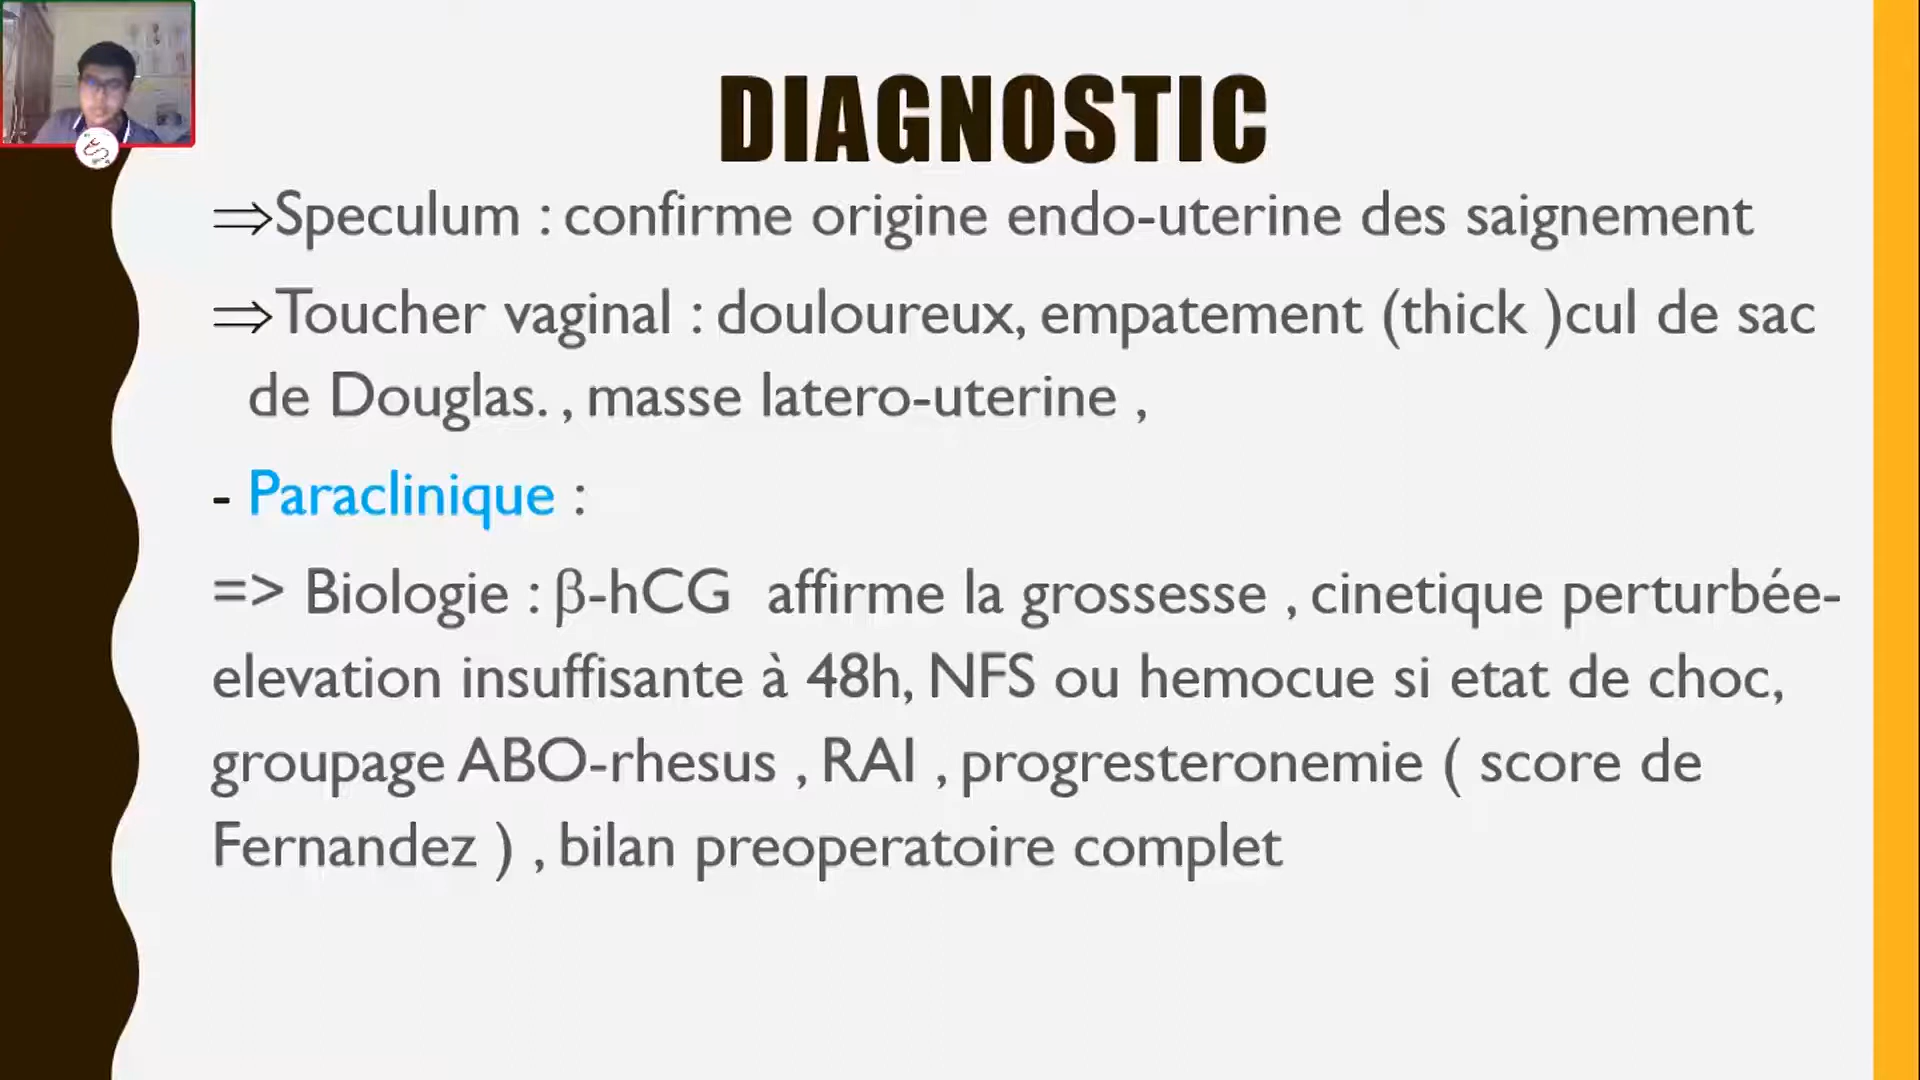 DIAGNOSTIC
⇒Speculum : confirme origine endo-uterine des saignement
⇒Toucher vaginal : douloureux, empatement (thick )cul de sac
de Douglas. , masse latero-uterine ,
- Paraclinique :
=> Biologie : β-hCG affirme la grossesse , cinetique perturbée-
elevation insuffisante à 48h, NFS ou hemocue si etat de choc,
groupage ABO-rhesus , RAI , progresteronemie ( score de
Fernandez ) , bilan preoperatoire complet